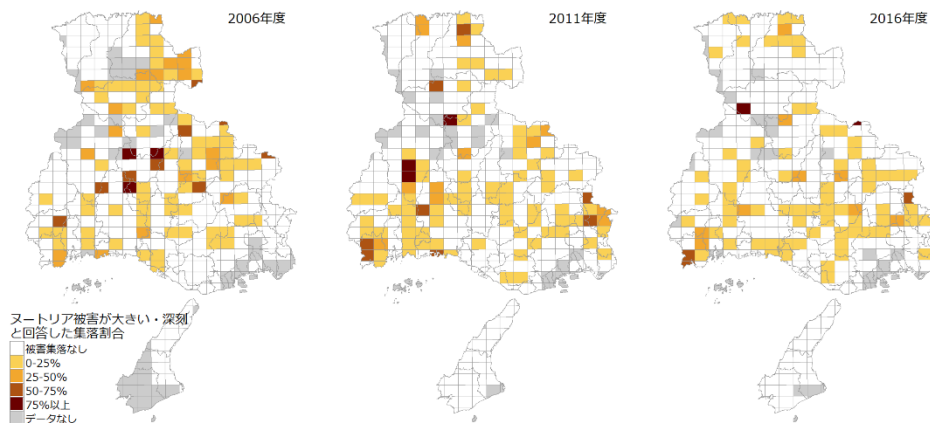 2006年度
2011年度
2016年度
ヌートリア被害が大きい・深刻
と回答した集落割合
被害集落なし
0-25%
25-50%
50-75%
75%以上
データなし